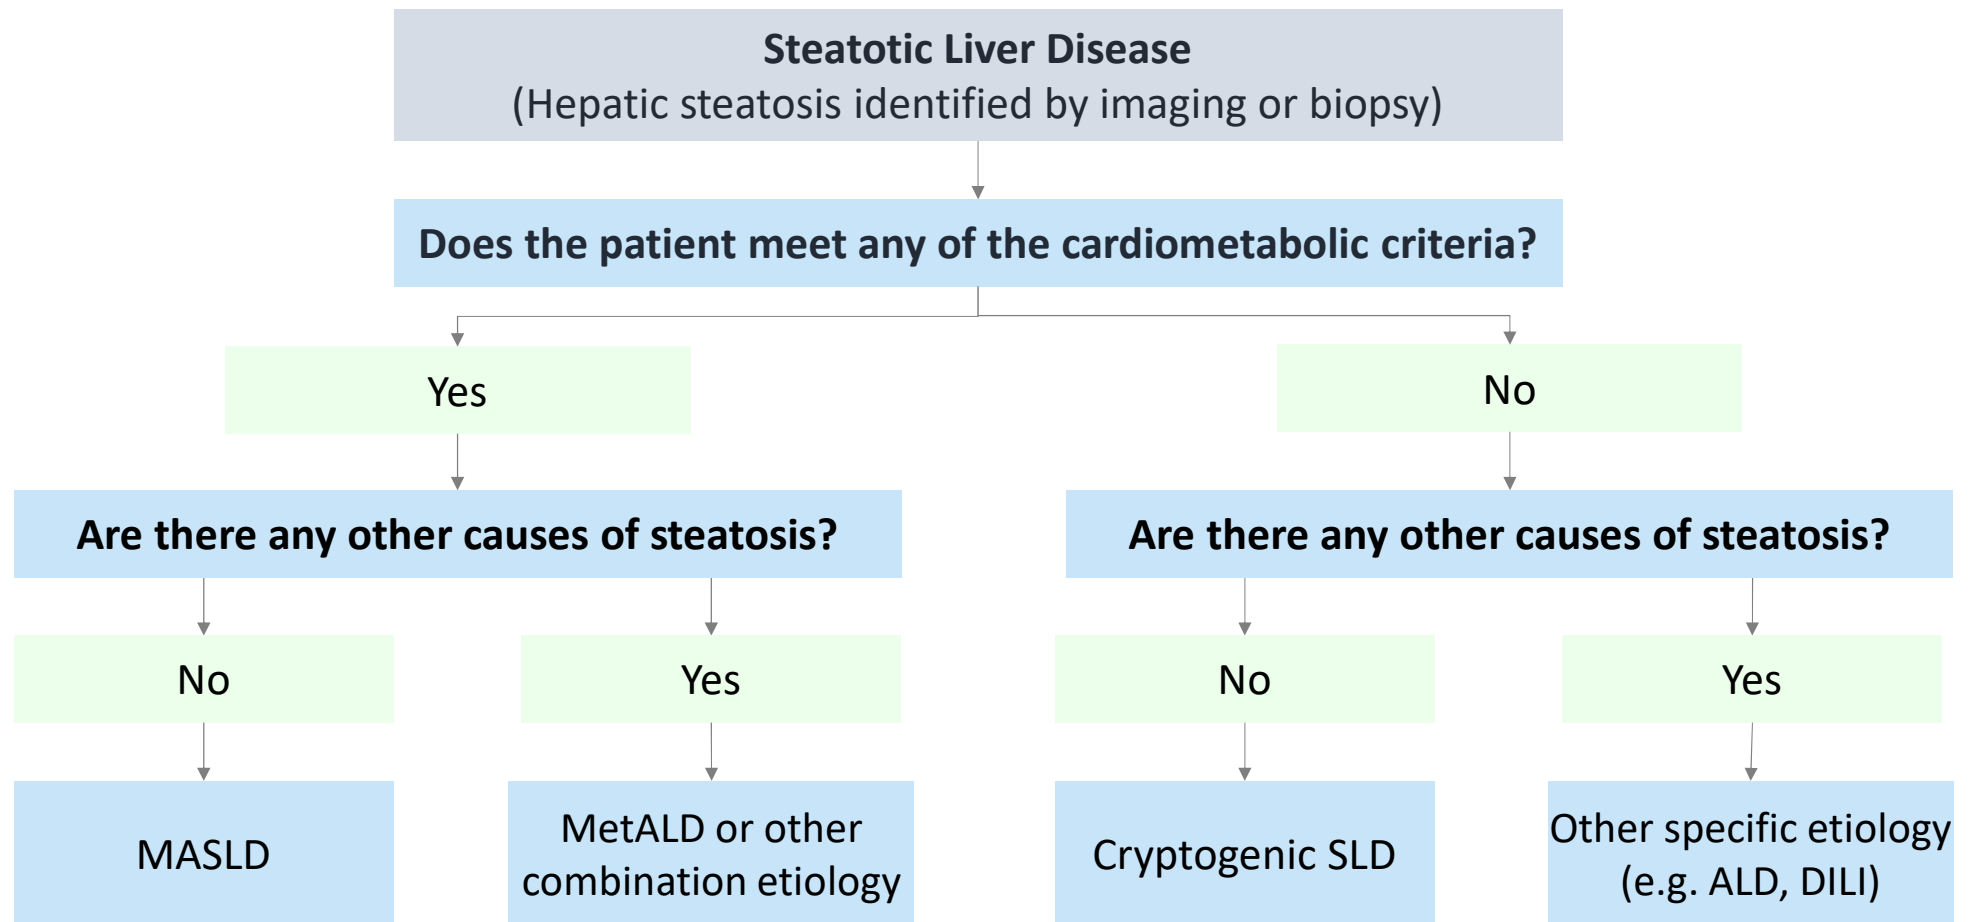 Steatotic Liver Disease
(Hepatic steatosis identified by imaging or biopsy)
Does the patient meet any of the cardiometabolic criteria?
Yes
No
Are there any other causes of steatosis?
Are there any other causes of steatosis?
No
Yes
No
Yes
MASLD
MetALD or other
combination etiology
Cryptogenic SLD
Other specific etiology
(e.g. ALD, DILI)